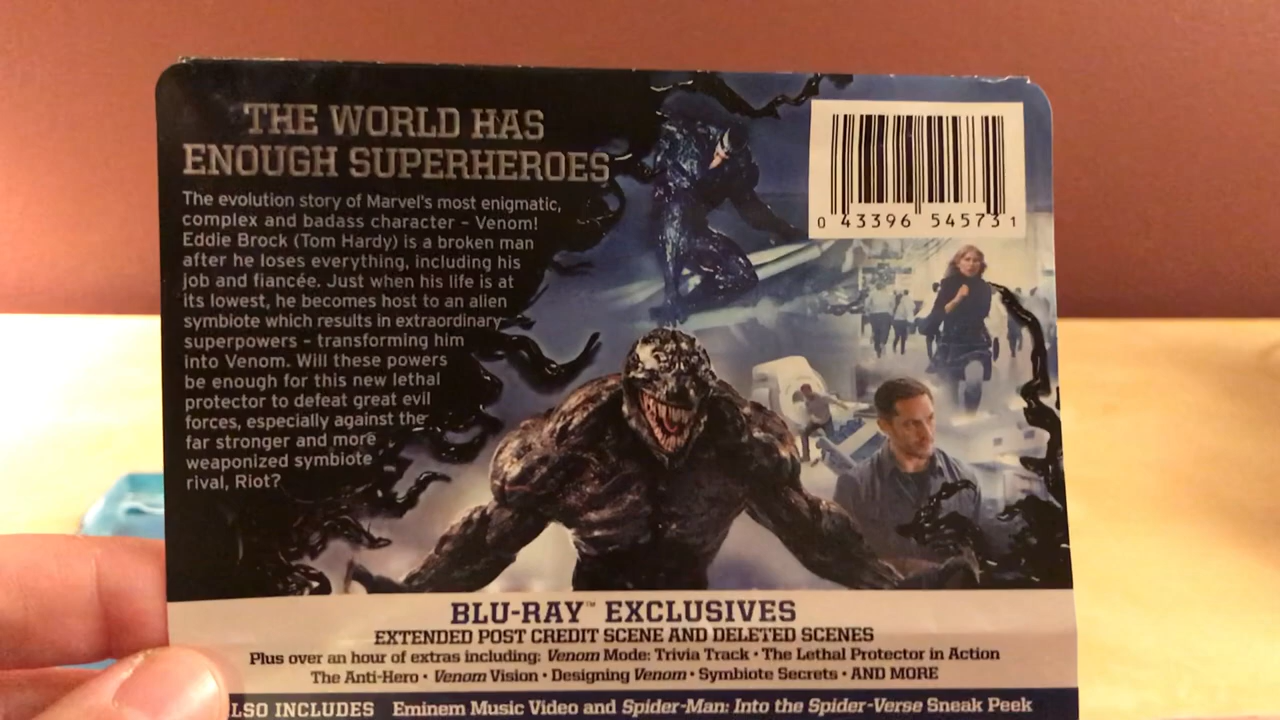 THE WORLD HAS
ENOUGH SUPERHEROES
The evolution story of Marvel's most enigmatic,
complex and badass character – Venom!
Eddie Brock (Tom Hardy) is a broken man
after he loses everything, including his
job and fiancée. Just when his life is at
its lowest, he becomes host to an alien
symbiote which results in extraordinary
superpowers – transforming him
into Venom. Will these powers
be enough for this new lethal
protector to defeat great evil
forces, especially against the
far stronger and more
weaponized symbiote
rival, Riot?
0 43396 54573 1
BLU-RAY™ EXCLUSIVES
EXTENDED POST CREDIT SCENE AND DELETED SCENES
Plus over an hour of extras including: Venom Mode: Trivia Track • The Lethal Protector in Action
The Anti-Hero • Venom Vision • Designing Venom • Symbiote Secrets • AND MORE
LSO INCLUDES Eminem Music Video and Spider-Man: Into the Spider-Verse Sneak Peek